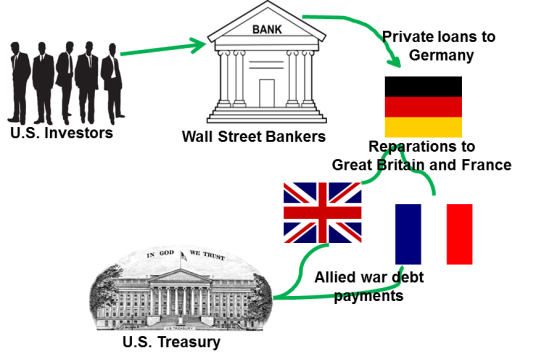 BANK
Private loans to
Germany
U.S. Investors
Wall Street Bankers
Reparations to
Great Britain and France
IN GOD WE TRUST
Allied war debt
payments
U.S. TREASURY
U.S. Treasury